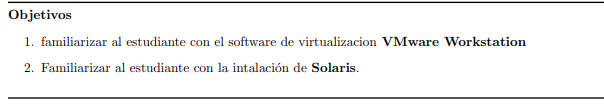 Objetivos
1. familiarizar al estudiante con el software de virtualizacion VMware Workstation
2. Familiarizar al estudiante con la intalación de Solaris.